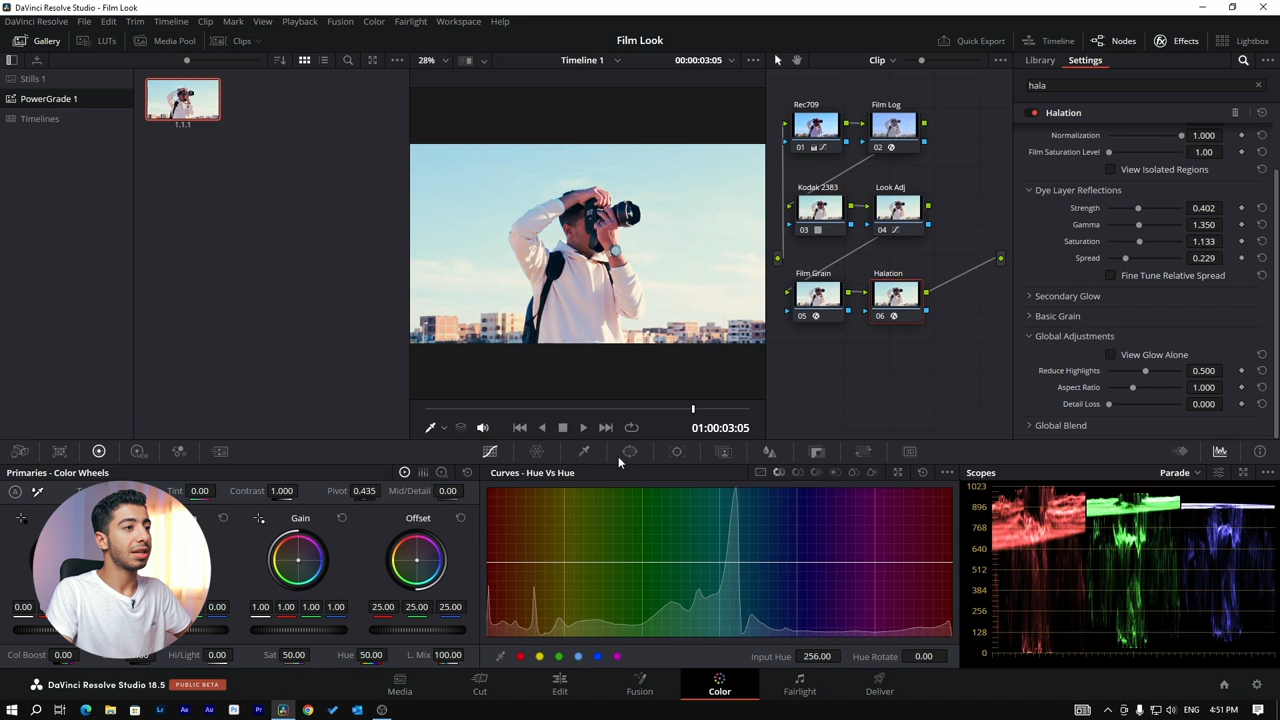 DaVinci Resolve Studio - Film Look
DaVinci Resolve File Edit Trim Timeline Clip Mark View Playback Fusion Color Fairlight Workspace Help
Gallery LUTs Media Pool Clips Film Look Quick Export Timeline Nodes Effects Lightbox
28% Timeline 1 00:00:03:05 Clip Library Settings
Stills 1
PowerGrade 1
Timelines
1.1.1
Rec709 Film Log
01 02
Kodak 2383 Look Adj
03 04
Film Grain Halation
05 06
hala
Halation
Normalization 1.000
Film Saturation Level 1.00
View Isolated Regions
Dye Layer Reflections
Strength 0.402
Gamma 1.350
Saturation 1.133
Spread 0.229
Fine Tune Relative Spread
Secondary Glow
Basic Grain
Global Adjustments
View Glow Alone
Reduce Highlights 0.500
Aspect Ratio 1.000
Detail Loss 0.000
Global Blend
01:00:03:05
Primaries - Color Wheels Curves - Hue Vs Hue Scopes Parade
Tint 0.00 Contrast 1.000 Pivot 0.435 Mid/Detail 0.00
Gain Offset
0.00 0.00 1.00 1.00 1.00 1.00 25.00 25.00 25.00
Col Boost 0.00 Hi/Light 0.00 Sat 50.00 Hue 50.00 L. Mix 100.00
Input Hue 256.00 Hue Rotate 0.00
1023
896
768
640
512
384
256
128
0
DaVinci Resolve Studio 18.5 PUBLIC BETA
Media Cut Edit Fusion Color Fairlight Deliver
Lr Ae Au Ps Pr
4:51 PM